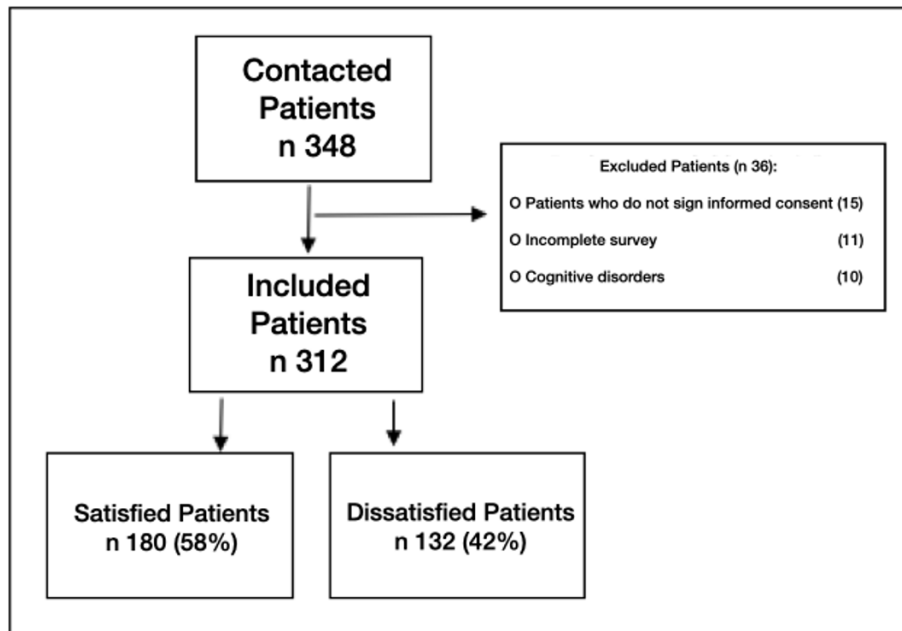 Contacted
Patients
n 348
Excluded Patients (n 36):
O Patients who do not sign informed consent (15)
O Incomplete survey (11)
O Cognitive disorders (10)
Included
Patients
n 312
Satisfied Patients
n 180 (58%)
Dissatisfied Patients
n 132 (42%)